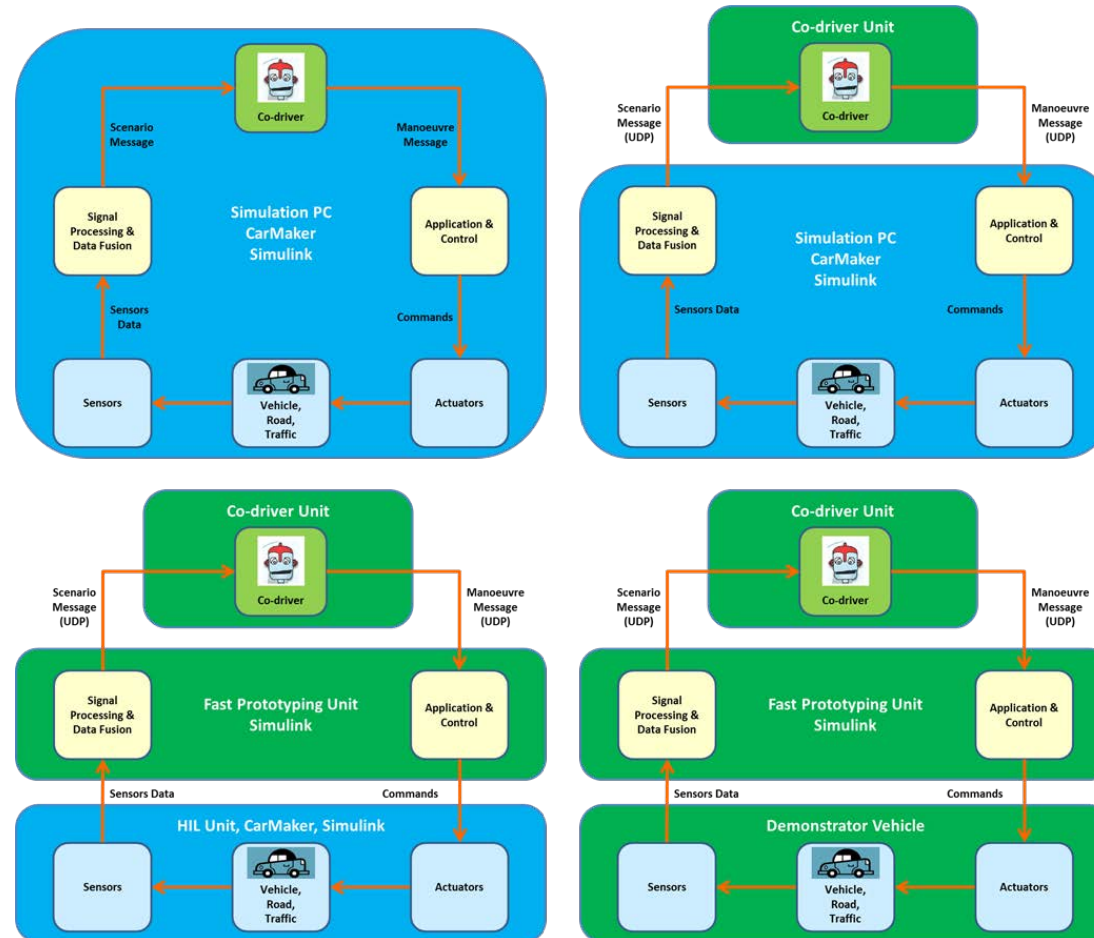 Co-driver
Scenario
Message
Manoeuvre
Message
Signal
Processing &
Data Fusion
Simulation PC
CarMaker
Simulink
Application &
Control
Sensors
Data
Commands
Sensors
Vehicle,
Road,
Traffic
Actuators
Co-driver Unit
Co-driver
Scenario
Message
(UDP)
Manoeuvre
Message
(UDP)
Signal
Processing &
Data Fusion
Simulation PC
CarMaker
Simulink
Application &
Control
Sensors Data
Commands
Sensors
Vehicle,
Road,
Traffic
Actuators
Co-driver Unit
Co-driver
Scenario
Message
(UDP)
Manoeuvre
Message
(UDP)
Signal
Processing &
Data Fusion
Fast Prototyping Unit
Simulink
Application &
Control
Sensors Data
Commands
HIL Unit, CarMaker, Simulink
Sensors
Vehicle,
Road,
Traffic
Actuators
Co-driver Unit
Co-driver
Scenario
Message
(UDP)
Manoeuvre
Message
(UDP)
Signal
Processing &
Data Fusion
Fast Prototyping Unit
Simulink
Application &
Control
Sensors Data
Commands
Demonstrator Vehicle
Sensors
Vehicle,
Road,
Traffic
Actuators